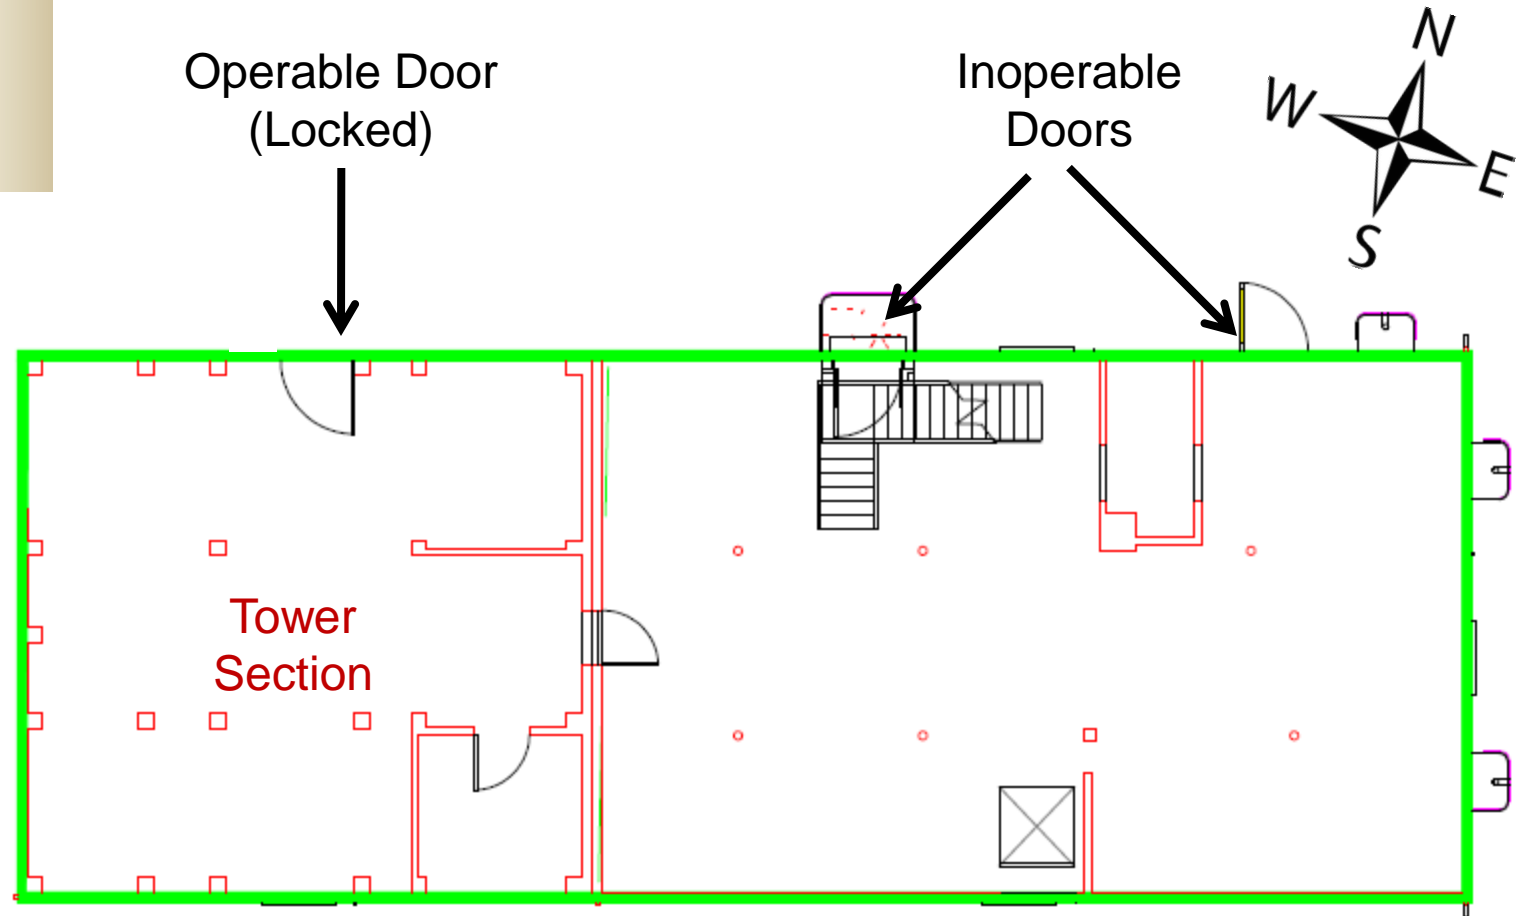 Operable Door
(Locked)
Inoperable
Doors
N
W
E
S
Tower
Section